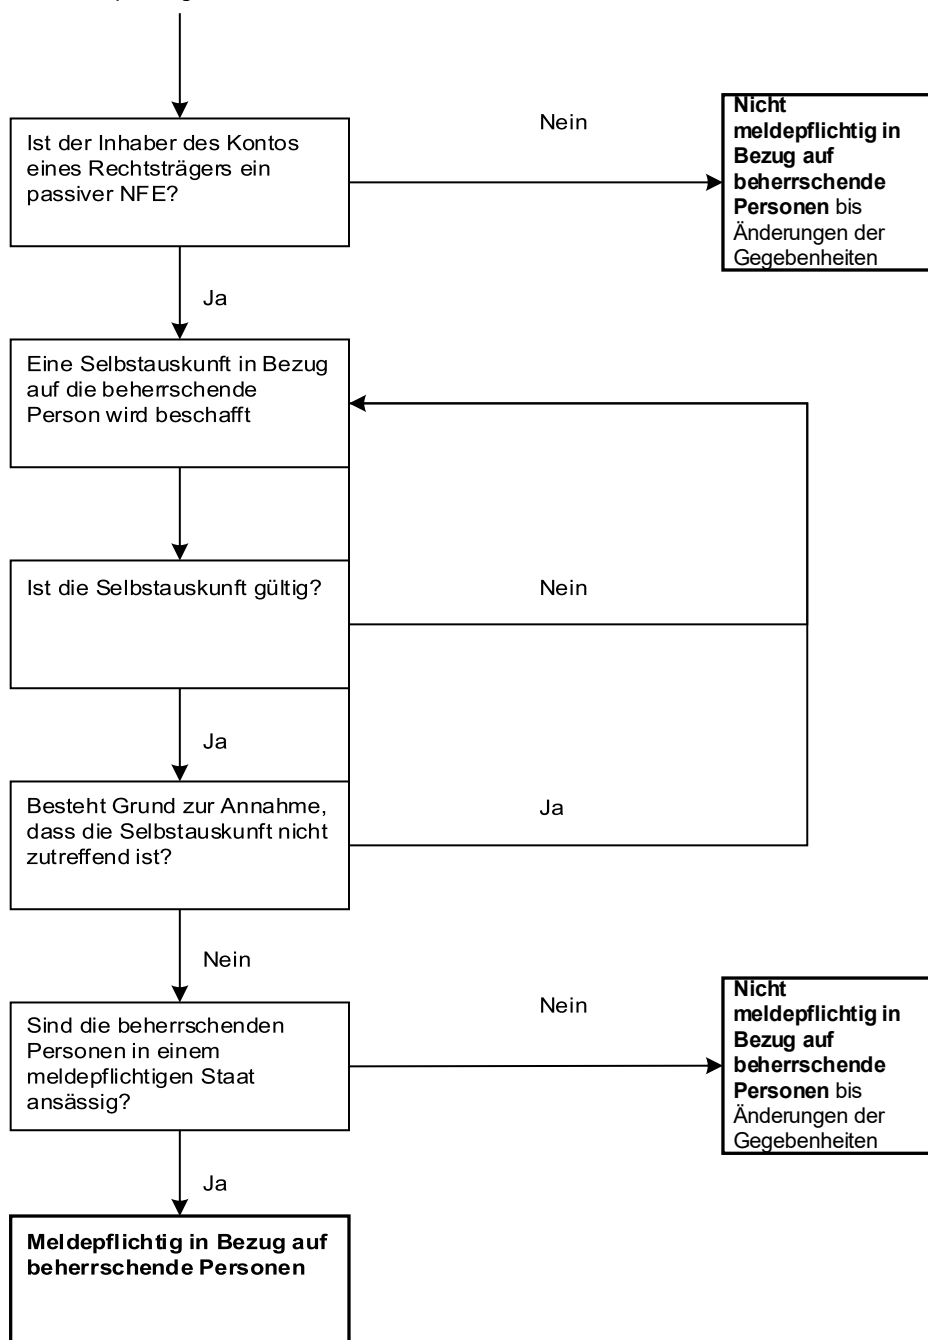 Ist der Inhaber des Kontos
eines Rechtsträgers ein
passiver NFE?
Nein
Nicht
meldepflichtig in
Bezug auf
beherrschende
Personen bis
Änderungen der
Gegebenheiten
Ja
Eine Selbstauskunft in Bezug
auf die beherrschende
Person wird beschafft
Ist die Selbstauskunft gültig?
Nein
Ja
Besteht Grund zur Annahme,
dass die Selbstauskunft nicht
zutreffend ist?
Ja
Nein
Sind die beherrschenden
Personen in einem
meldepflichtigen Staat
ansässig?
Nein
Nicht
meldepflichtig in
Bezug auf
beherrschende
Personen bis
Änderungen der
Gegebenheiten
Ja
Meldepflichtig in Bezug auf
beherrschende Personen